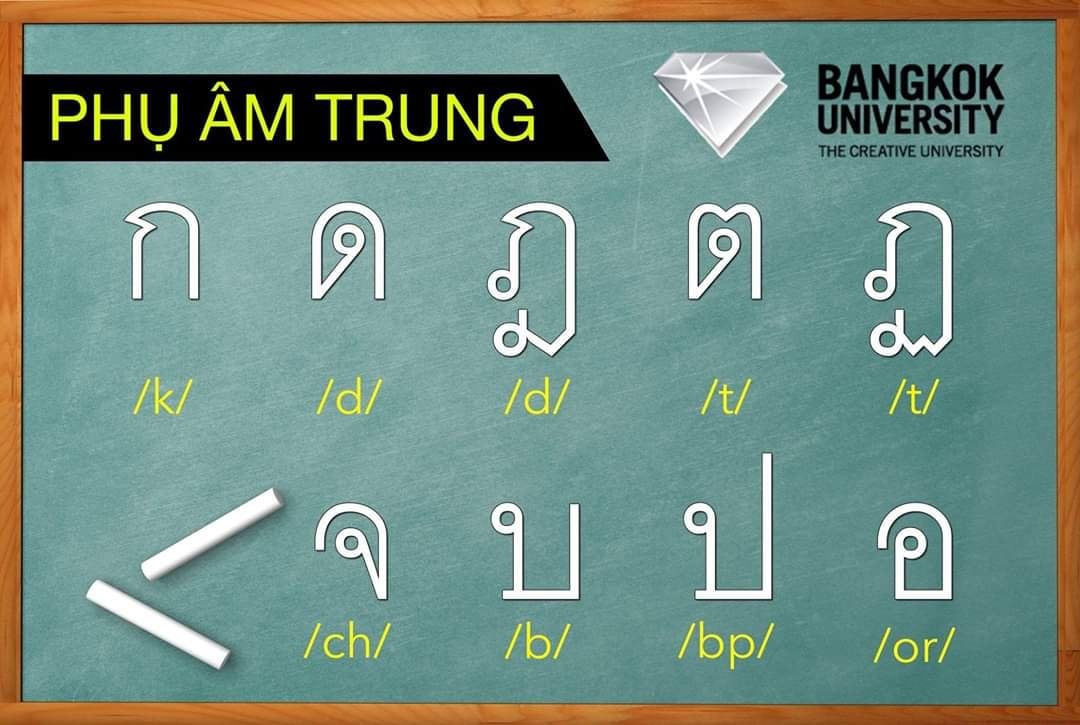 PHỤ ÂM TRUNG
BANGKOK
UNIVERSITY
THE CREATIVE UNIVERSITY
ก ด ฎ ต ฏ
/k/ /d/ /d/ /t/ /t/
จ บ ป อ
/ch/ /b/ /bp/ /or/